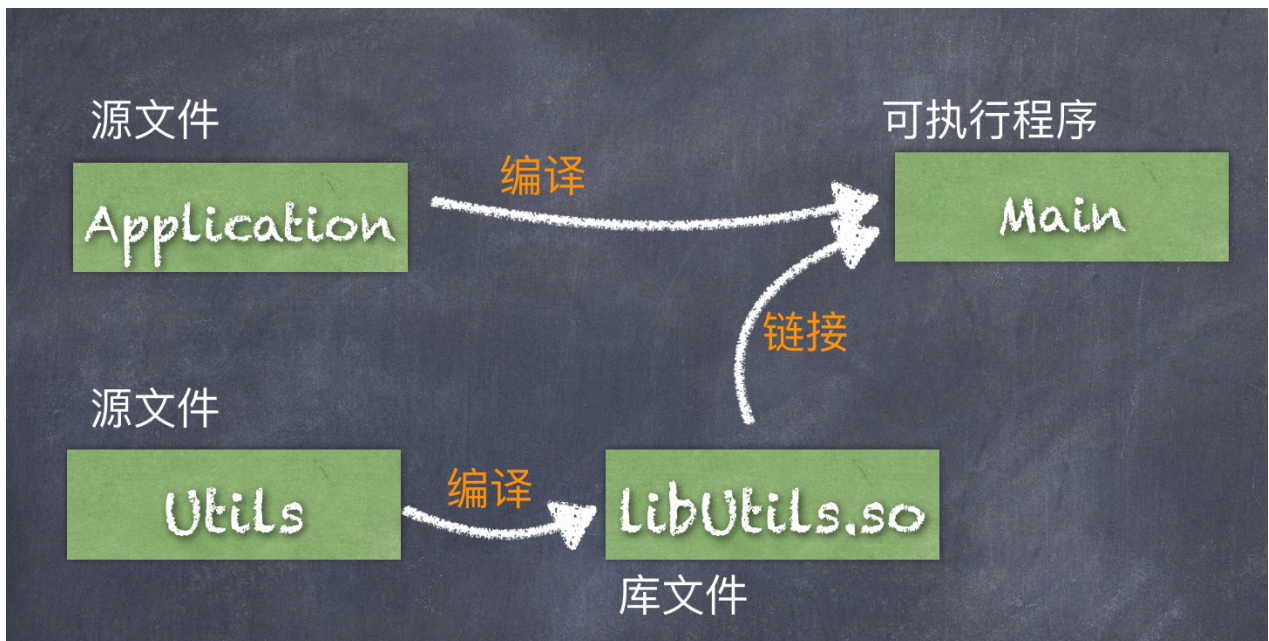 源文件
可执行程序
编译
Application
Main
链接
源文件
编译
Utils
libUtils.so
库文件